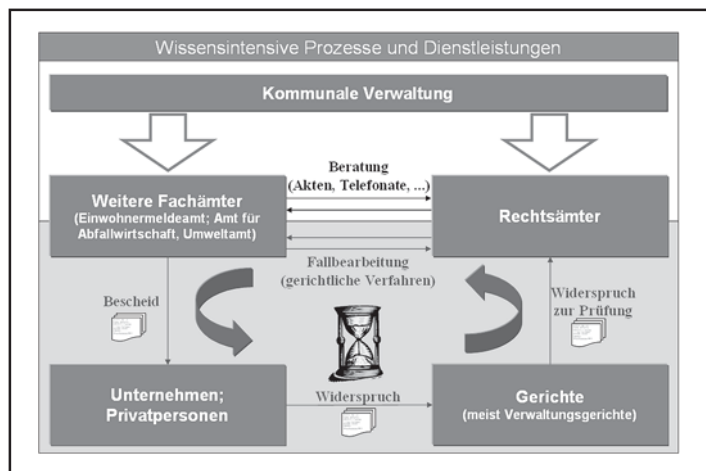 Wissensintensive Prozesse und Dienstleistungen
Kommunale Verwaltung
Beratung
(Akten, Telefonate, ...)
Weitere Fachämter
(Einwohnermeldeamt; Amt für
Abfallwirtschaft, Umweltamt)
Rechtsämter
Fallbearbeitung
(gerichtliche Verfahren)
Bescheid
Widerspruch
zur Prüfung
Unternehmen;
Privatpersonen
Widerspruch
Gerichte
(meist Verwaltungsgerichte)